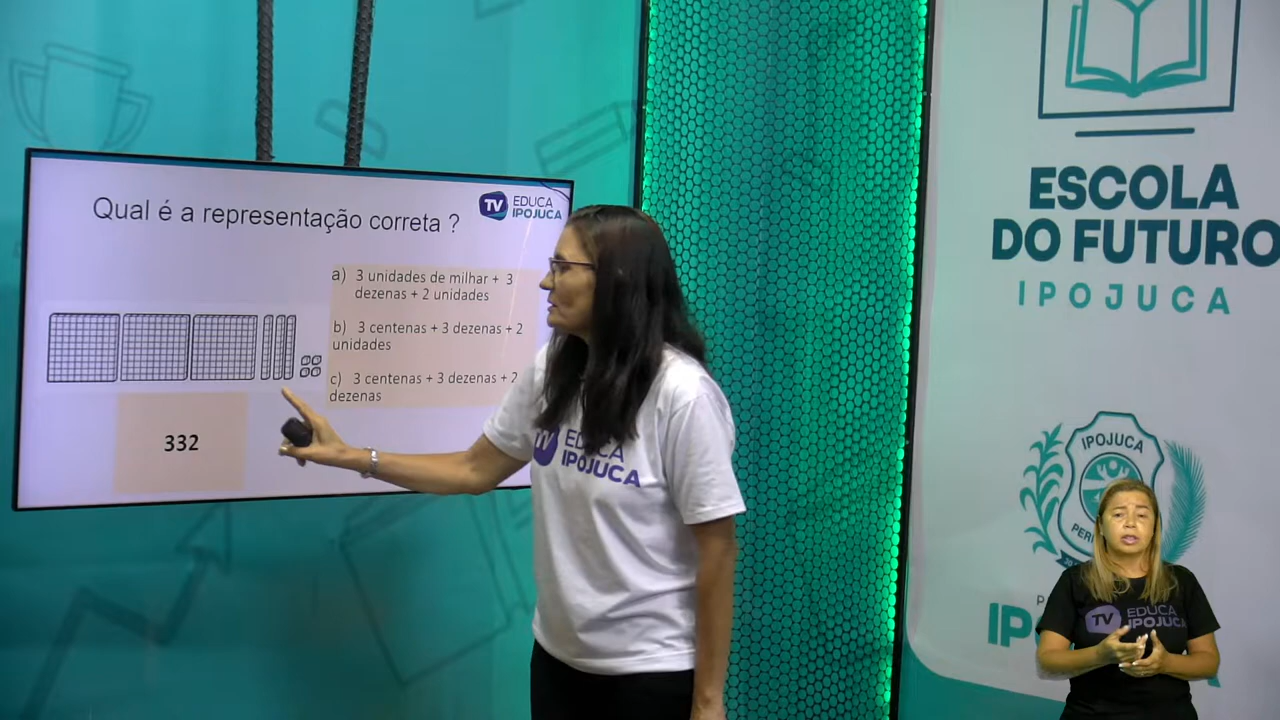 Qual é a representação correta ?
TV EDUCA
IPOJUCA
a) 3 unidades de milhar + 3
dezenas + 2 unidades
b) 3 centenas + 3 dezenas + 2
unidades
c) 3 centenas + 3 dezenas + 2
dezenas
332
TV EDUCA
IPOJUCA
ESCOLA
DO FUTURO
IPOJUCA
IPOJUCA
TV EDUCA
IPOJUCA